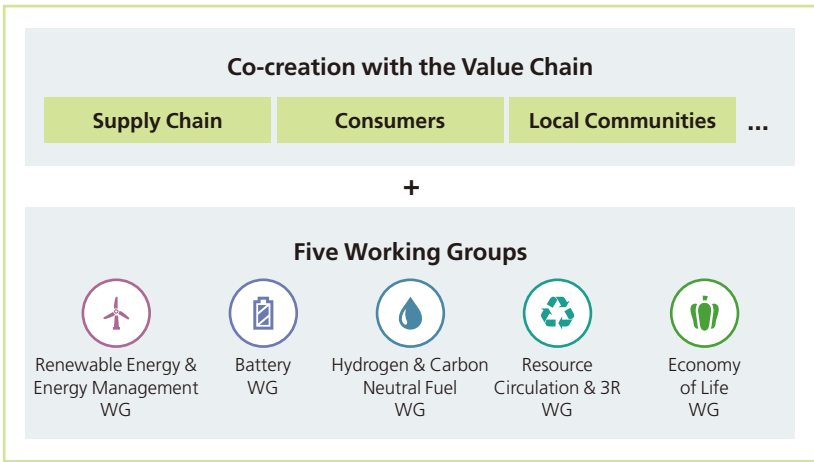 Co-creation with the Value Chain
Supply Chain
Consumers
Local Communities
...
+
Five Working Groups
Renewable Energy &
Energy Management
WG
Battery
WG
Hydrogen & Carbon
Neutral Fuel
WG
Resource
Circulation & 3R
WG
Economy
of Life
WG